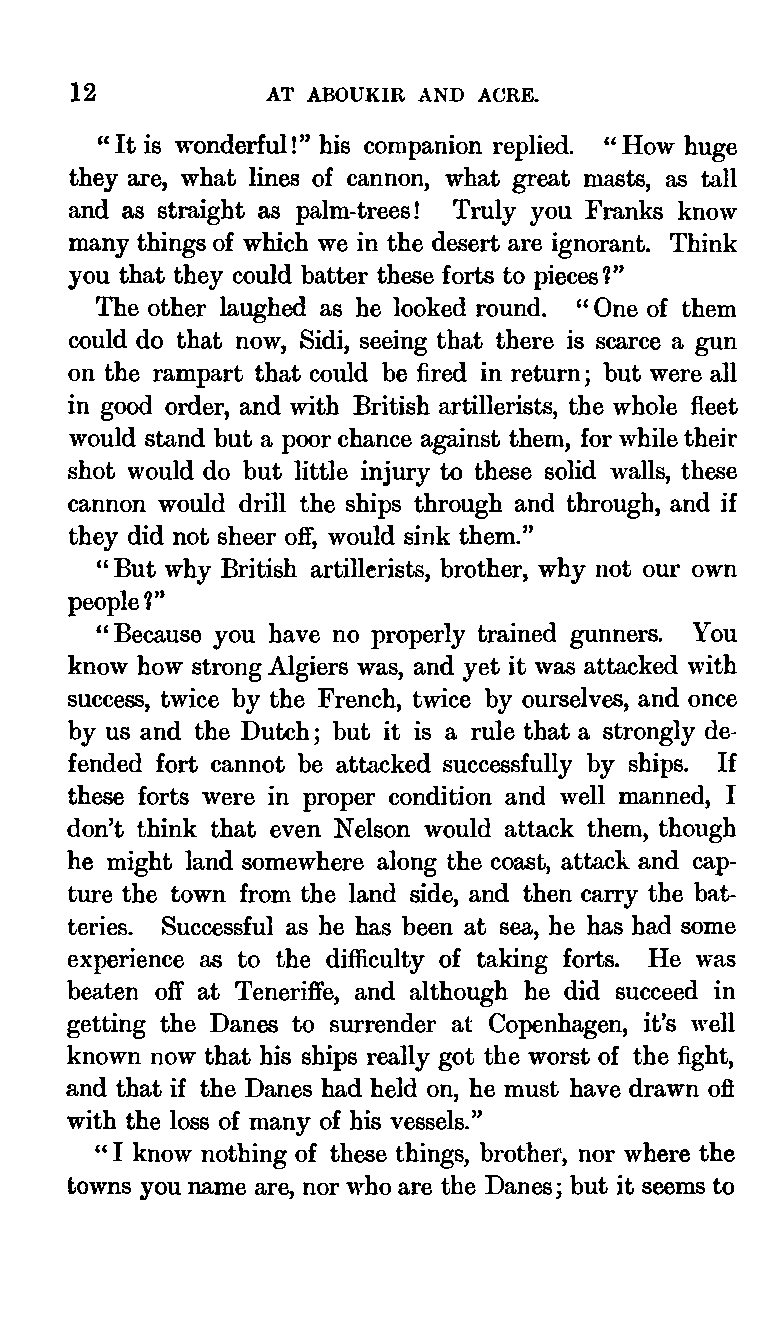 12 AT ABOUKIR AND ACRE.
"It is wonderful!" his companion replied. "How huge
they are, what lines of cannon, what great masts, as tall
and as straight as palm-trees! Truly you Franks know
many things of which we in the desert are ignorant. Think
you that they could batter these forts to pieces?"
The other laughed as he looked round. "One of them
could do that now, Sidi, seeing that there is scarce a gun
on the rampart that could be fired in return; but were all
in good order, and with British artillerists, the whole fleet
would stand but a poor chance against them, for while their
shot would do but little injury to these solid walls, these
cannon would drill the ships through and through, and if
they did not sheer off, would sink them."
"But why British artillerists, brother, why not our own
people?"
"Because you have no properly trained gunners. You
know how strong Algiers was, and yet it was attacked with
success, twice by the French, twice by ourselves, and once
by us and the Dutch; but it is a rule that a strongly de-
fended fort cannot be attacked successfully by ships. If
these forts were in proper condition and well manned, I
don't think that even Nelson would attack them, though
he might land somewhere along the coast, attack and cap-
ture the town from the land side, and then carry the bat-
teries. Successful as he has been at sea, he has had some
experience as to the difficulty of taking forts. He was
beaten off at Teneriffe, and although he did succeed in
getting the Danes to surrender at Copenhagen, it's well
known now that his ships really got the worst of the fight,
and that if the Danes had held on, he must have drawn off
with the loss of many of his vessels."
"I know nothing of these things, brother, nor where the
towns you name are, nor who are the Danes; but it seems to